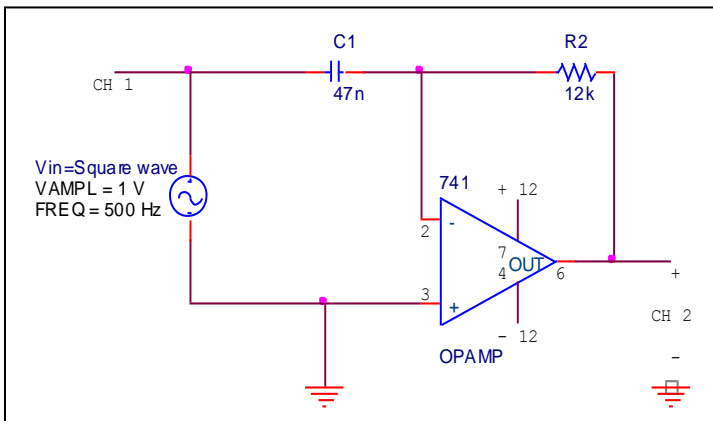 C1
R2
CH 1
47n
12k
Vin=Square wave
VAMPL = 1 V
FREQ = 500 Hz
741
+ 12
2
-
7
4
OUT
6
3
+
+
CH 2
-
- 12
OPAMP